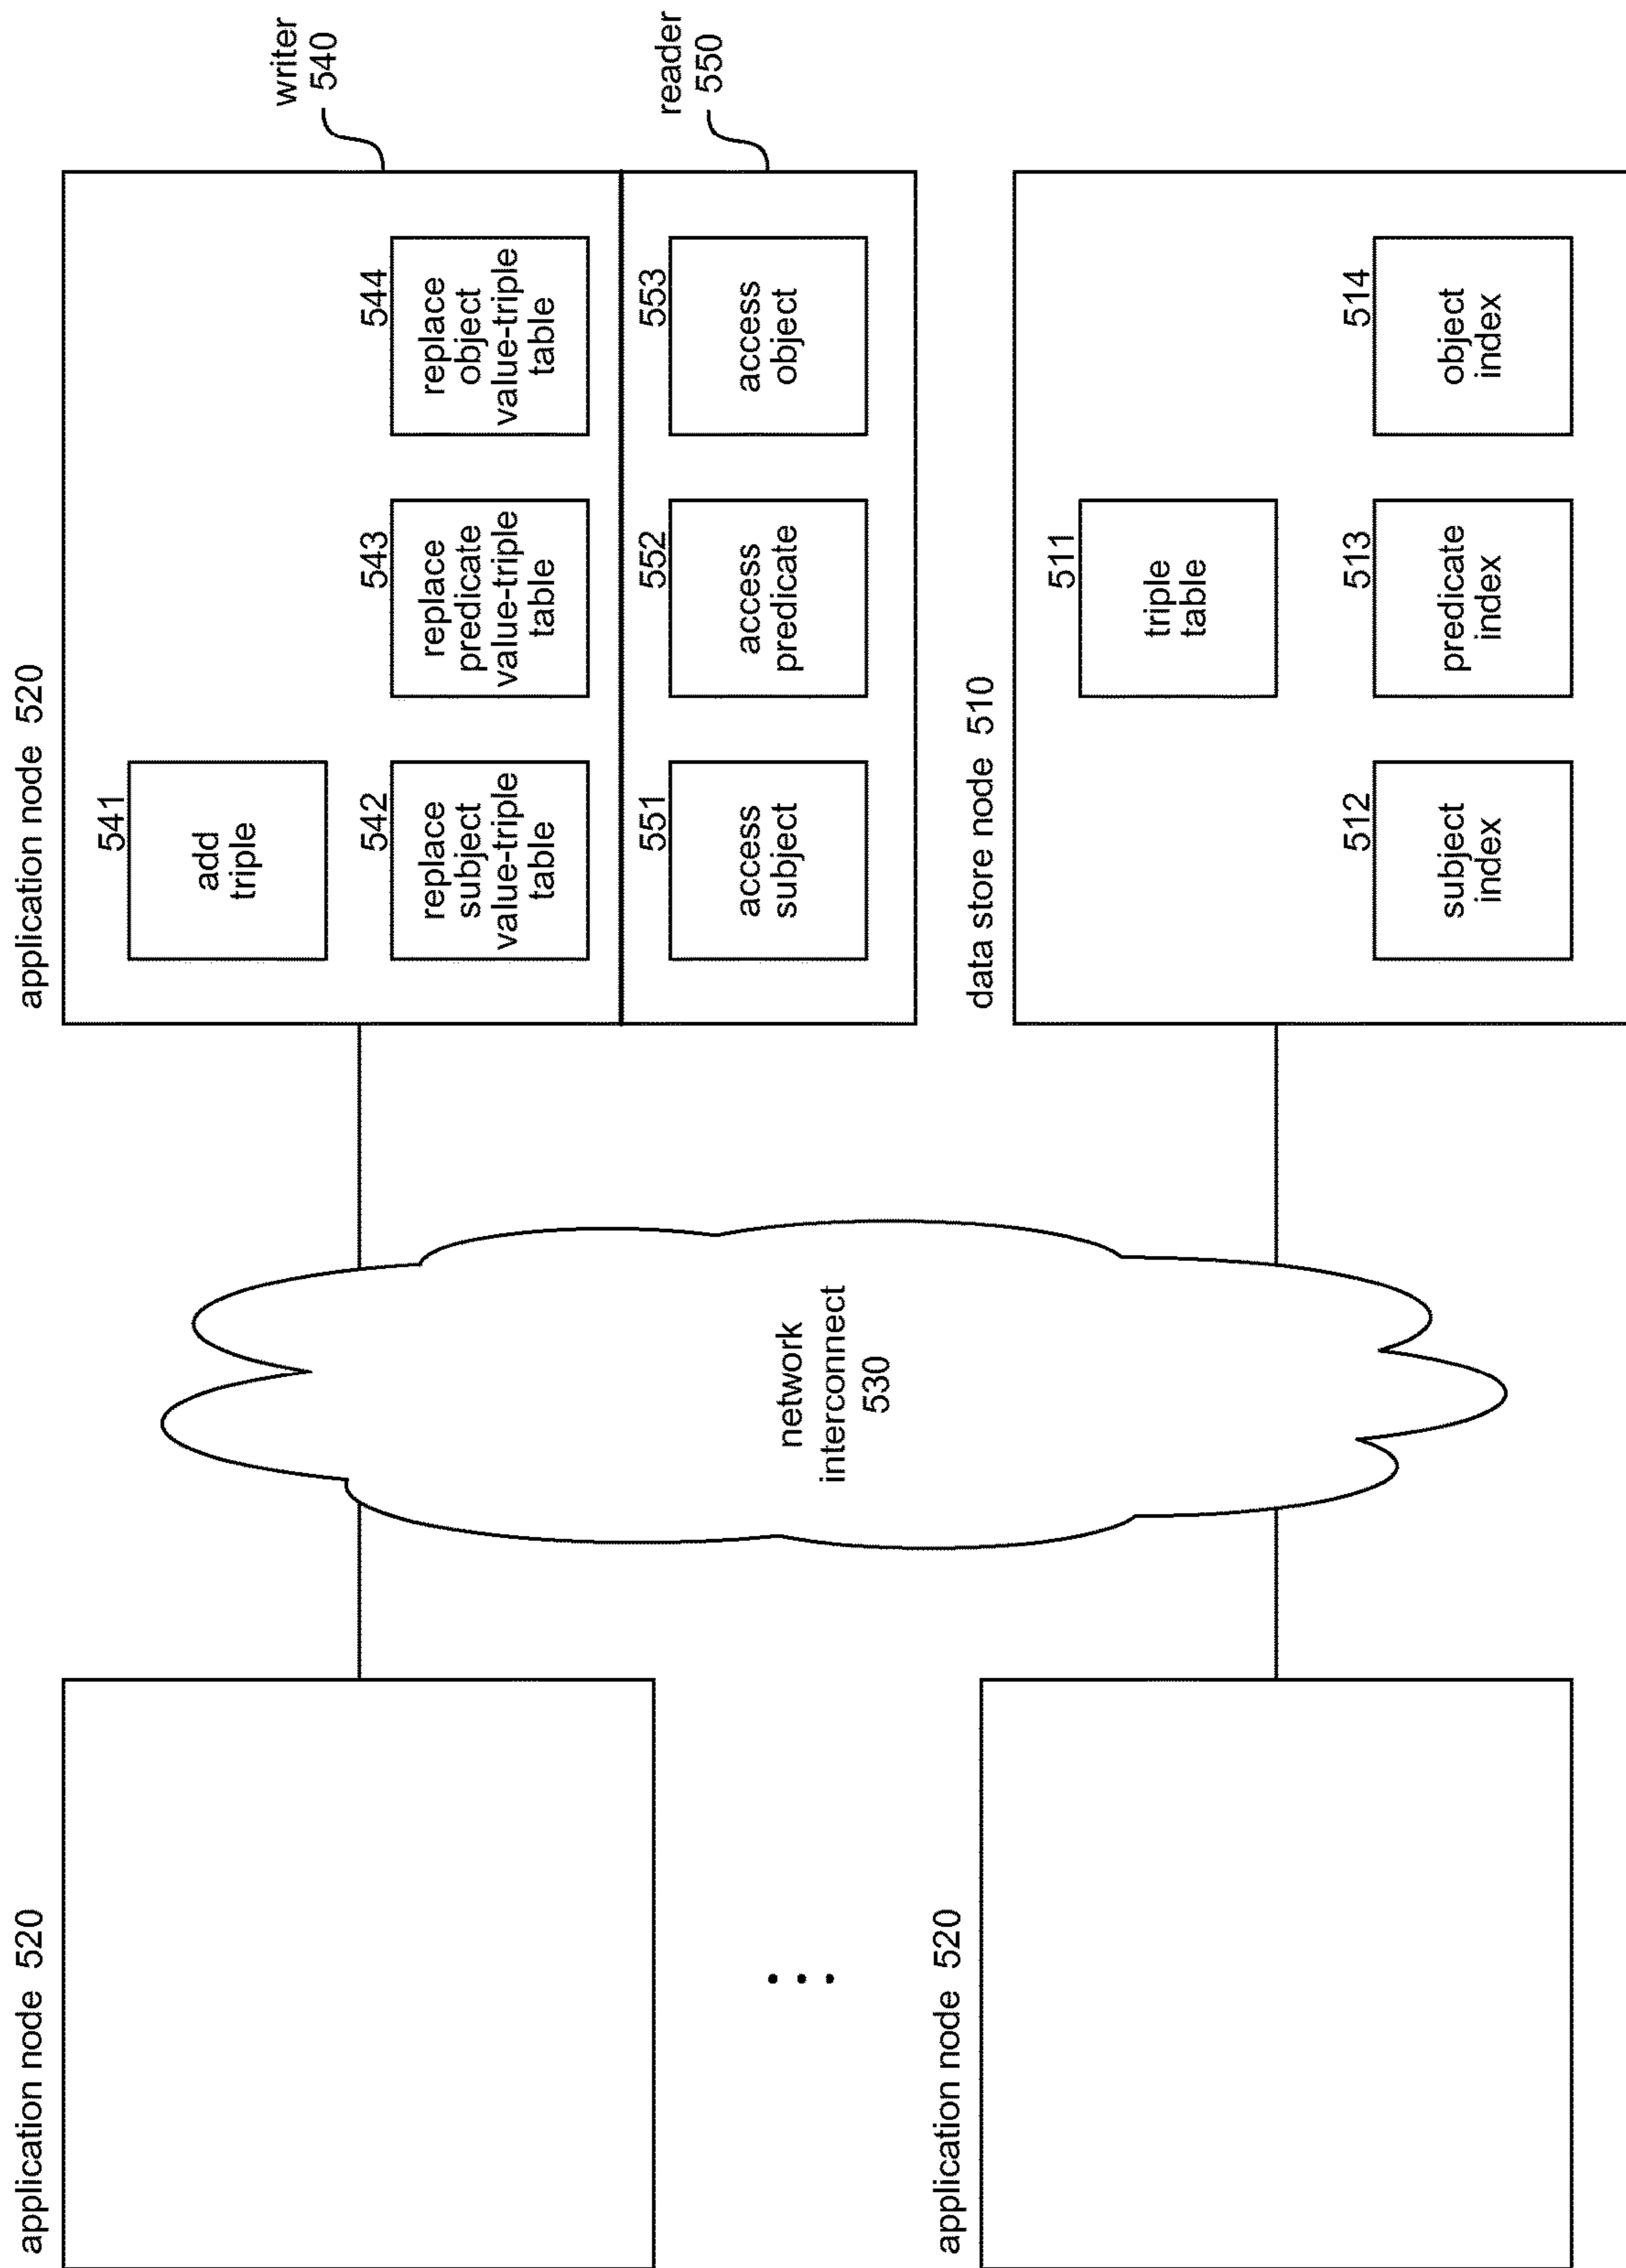 application node 520
application node 520
network
interconnect
530
application node 520
541
add
triple
542
replace
subject
value-triple
table
543
replace
predicate
value-triple
table
544
replace
object
value-triple
table
writer
540
551
access
subject
552
access
predicate
553
access
object
reader
550
data store node 510
511
triple
table
512
subject
index
513
predicate
index
514
object
index